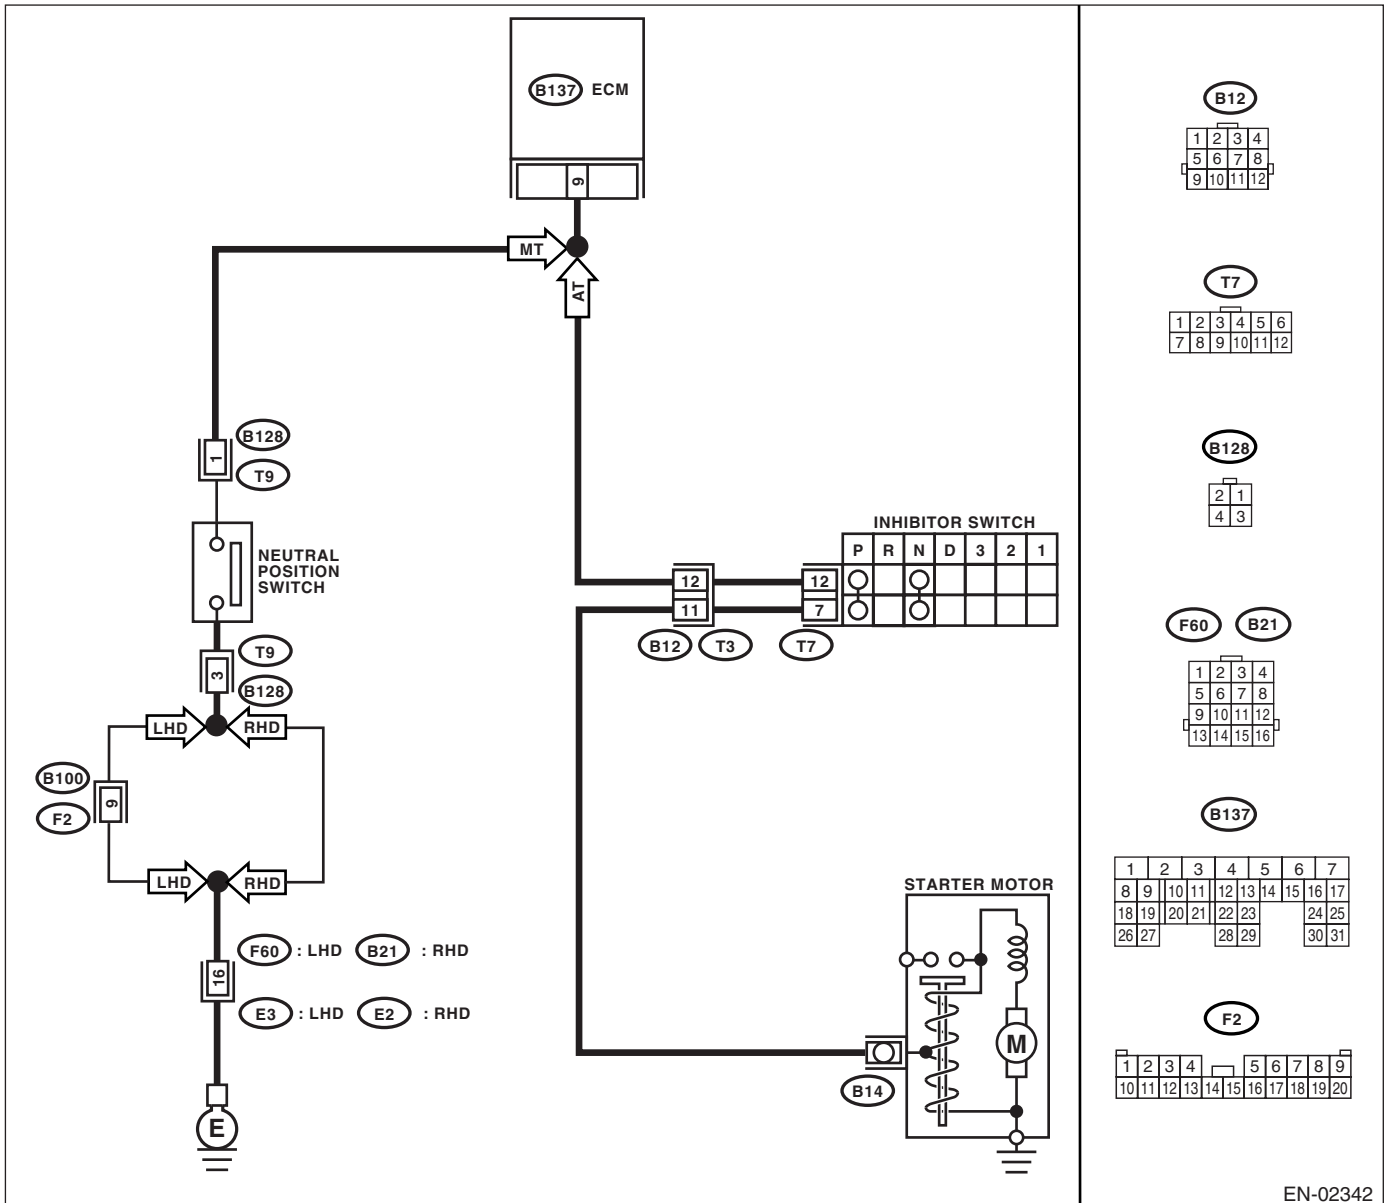 B137 ECM
9
MT
AT
B128
1
T9
NEUTRAL
POSITION
SWITCH
T9
3
B128
LHD RHD
B100
9
F2
LHD RHD
F60 : LHD B21 : RHD
16
E3 : LHD E2 : RHD
E
INHIBITOR SWITCH
P R N D 3 2 1
12 12
11 7
B12 T3 T7
STARTER MOTOR
M
B14
B12
1 2 3 4
5 6 7 8
9 10 11 12
T7
1 2 3 4 5 6
7 8 9 10 11 12
B128
2 1
4 3
F60 B21
1 2 3 4
5 6 7 8
9 10 11 12
13 14 15 16
B137
1 2 3 4 5 6 7
8 9 10 11 12 13 14 15 16 17
18 19 20 21 22 23 24 25
26 27 28 29 30 31
F2
1 2 3 4 5 6 7 8 9
10 11 12 13 14 15 16 17 18 19 20
EN-02342